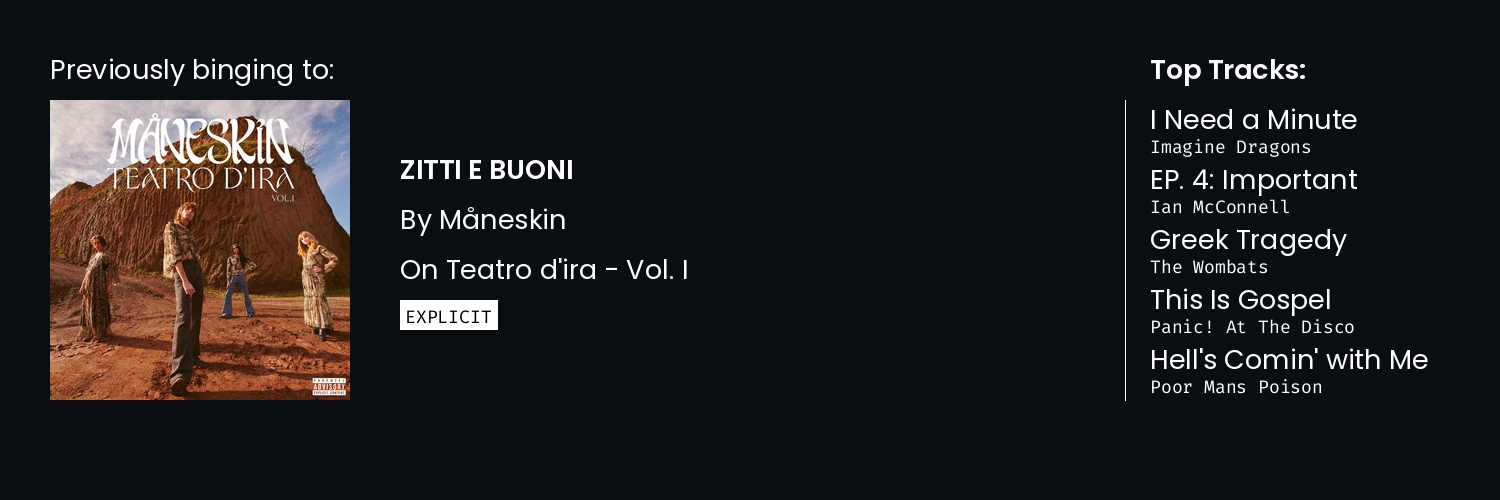 Previously binging to:
MÅNESKIN
TEATRO D'IRA
VOL.I
PARENTAL
ADVISORY
EXPLICIT CONTENT
ZITTI E BUONI
By Måneskin
On Teatro d'ira - Vol. I
EXPLICIT
Top Tracks:
I Need a Minute
Imagine Dragons
EP. 4: Important
Ian McConnell
Greek Tragedy
The Wombats
This Is Gospel
Panic! At The Disco
Hell's Comin' with Me
Poor Mans Poison